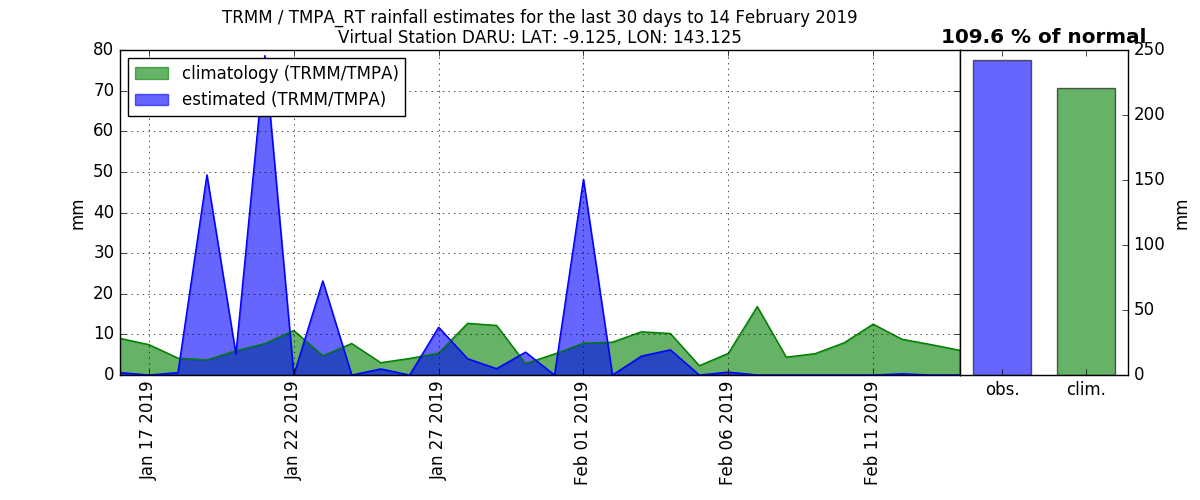 TRMM / TMPA_RT rainfall estimates for the last 30 days to 14 February 2019
Virtual Station DARU: LAT: -9.125, LON: 143.125
109.6 % of normal
climatology (TRMM/TMPA)
estimated (TRMM/TMPA)
mm
80
70
60
50
40
30
20
10
0
Jan 17 2019
Jan 22 2019
Jan 27 2019
Feb 01 2019
Feb 06 2019
Feb 11 2019
obs.
clim.
250
200
150
100
50
0
mm